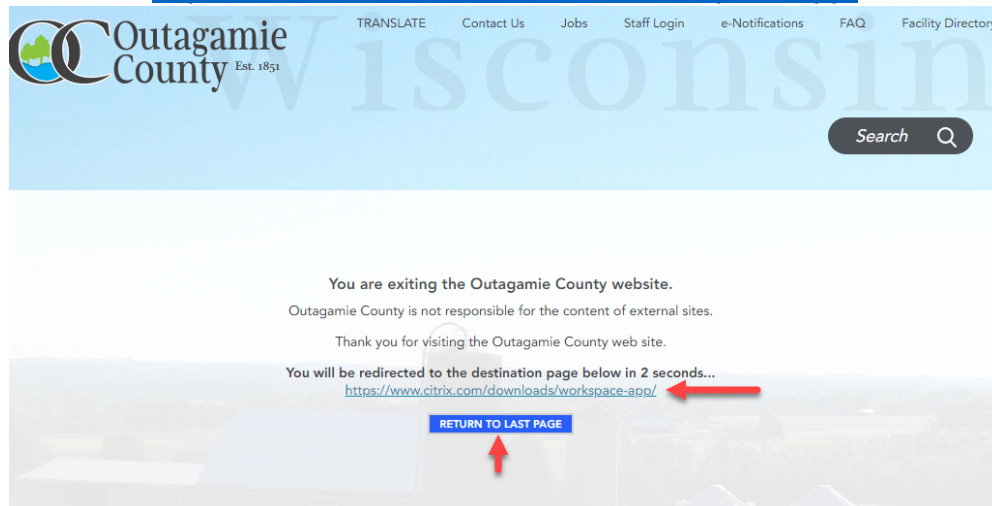 TRANSLATE Contact Us Jobs Staff Login e-Notifications FAQ Facility Directory
Outagamie
County Est. 1851
Wisconsin
Search
You are exiting the Outagamie County website.
Outagamie County is not responsible for the content of external sites.
Thank you for visiting the Outagamie County web site.
You will be redirected to the destination page below in 2 seconds...
https://www.citrix.com/downloads/workspace-app/
RETURN TO LAST PAGE